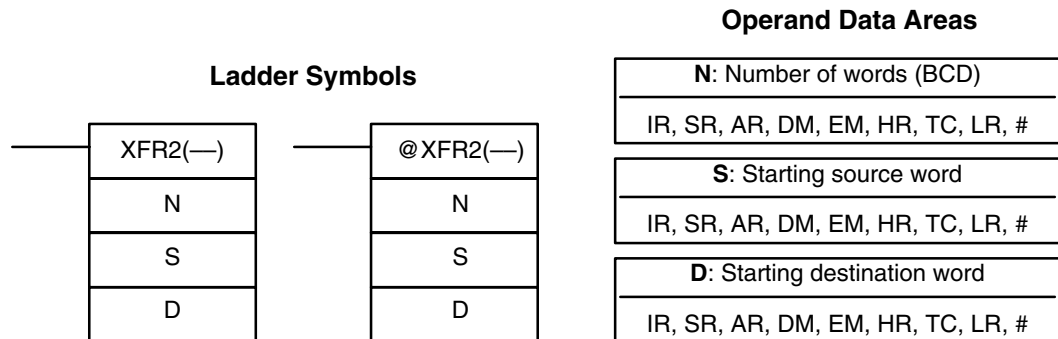 Operand Data Areas
Ladder Symbols
N: Number of words (BCD)
IR, SR, AR, DM, EM, HR, TC, LR, #
XFR2(––)
@XFR2(––)
S: Starting source word
N
N
IR, SR, AR, DM, EM, HR, TC, LR, #
S
S
D: Starting destination word
D
D
IR, SR, AR, DM, EM, HR, TC, LR, #